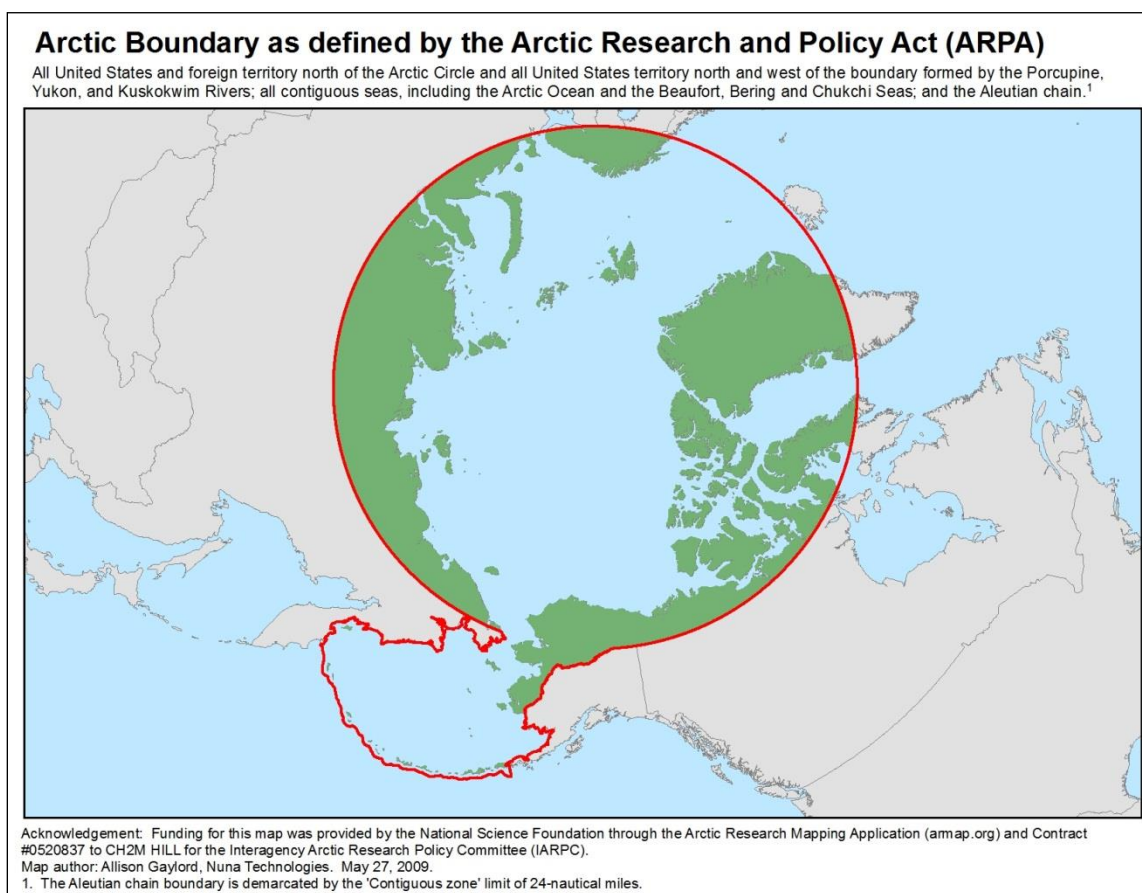 Arctic Boundary as defined by the Arctic Research and Policy Act (ARPA)
All United States and foreign territory north of the Arctic Circle and all United States territory north and west of the boundary formed by the Porcupine,
Yukon, and Kuskokwim Rivers; all contiguous seas, including the Arctic Ocean and the Beaufort, Bering and Chukchi Seas; and the Aleutian chain.¹
Acknowledgement: Funding for this map was provided by the National Science Foundation through the Arctic Research Mapping Application (armap.org) and Contract
#0520837 to CH2M HILL for the Interagency Arctic Research Policy Committee (IARPC).
Map author: Allison Gaylord, Nuna Technologies. May 27, 2009.
1. The Aleutian chain boundary is demarcated by the 'Contiguous zone' limit of 24-nautical miles.